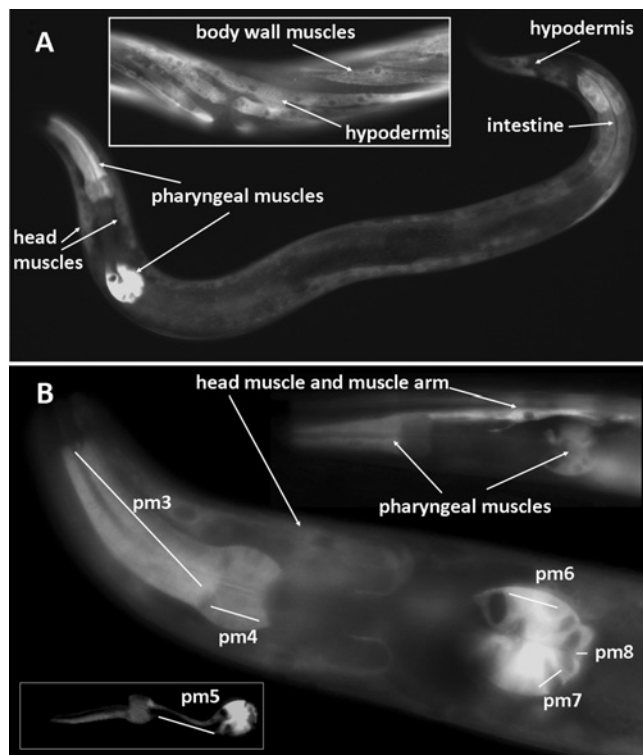 A
body wall muscles
hypodermis
hypodermis
intestine
pharyngeal muscles
head
muscles
B
head muscle and muscle arm
pharyngeal muscles
pm3
pm4
pm6
pm8
pm7
pm5